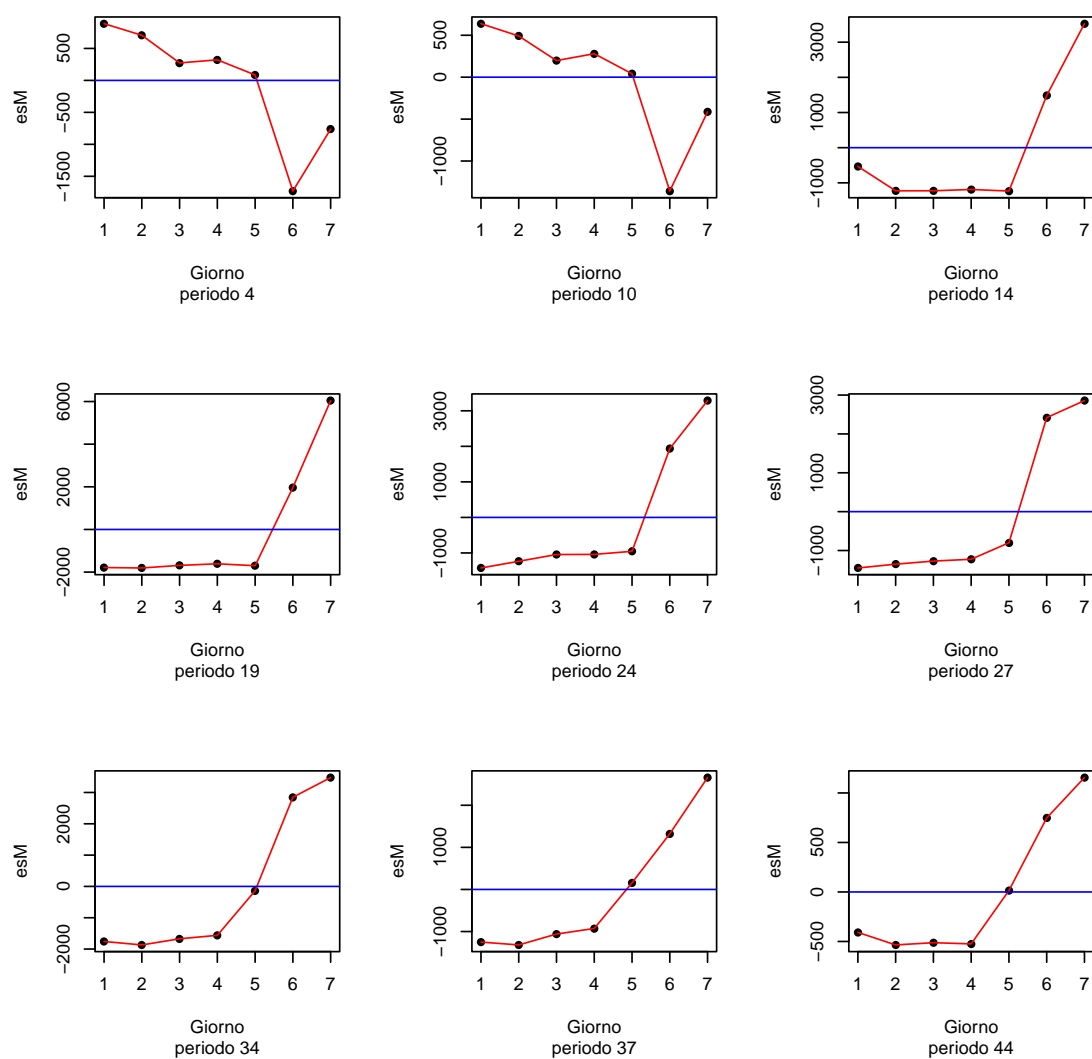 esM
−1500
−500
500
1 2 3 4 5 6 7
Giorno
periodo 4
esM
−1000
0
500
1 2 3 4 5 6 7
Giorno
periodo 10
esM
−1000
1000
3000
1 2 3 4 5 6 7
Giorno
periodo 14
esM
−2000
2000
6000
1 2 3 4 5 6 7
Giorno
periodo 19
esM
−1000
1000
3000
1 2 3 4 5 6 7
Giorno
periodo 24
esM
−1000
1000
3000
1 2 3 4 5 6 7
Giorno
periodo 27
esM
−2000
0
2000
1 2 3 4 5 6 7
Giorno
periodo 34
esM
−1000
1000
1 2 3 4 5 6 7
Giorno
periodo 37
esM
−500
0
500
1 2 3 4 5 6 7
Giorno
periodo 44